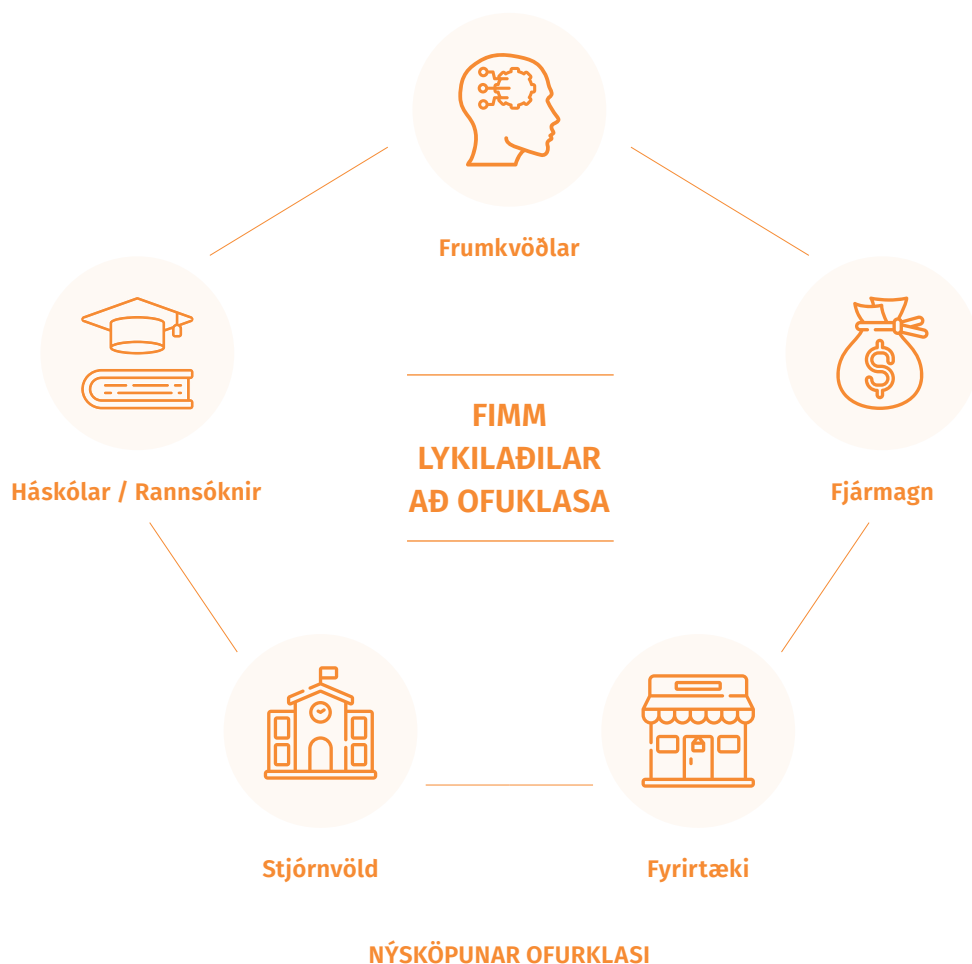 Frumkvöðlar
Háskólar / Rannsóknir
FIMM
LYKILAÐILAR
AÐ OFUKLASA
Fjármagn
Stjórnvöld
Fyrirtæki
NÝSKÖPUNAR OFURKLASI